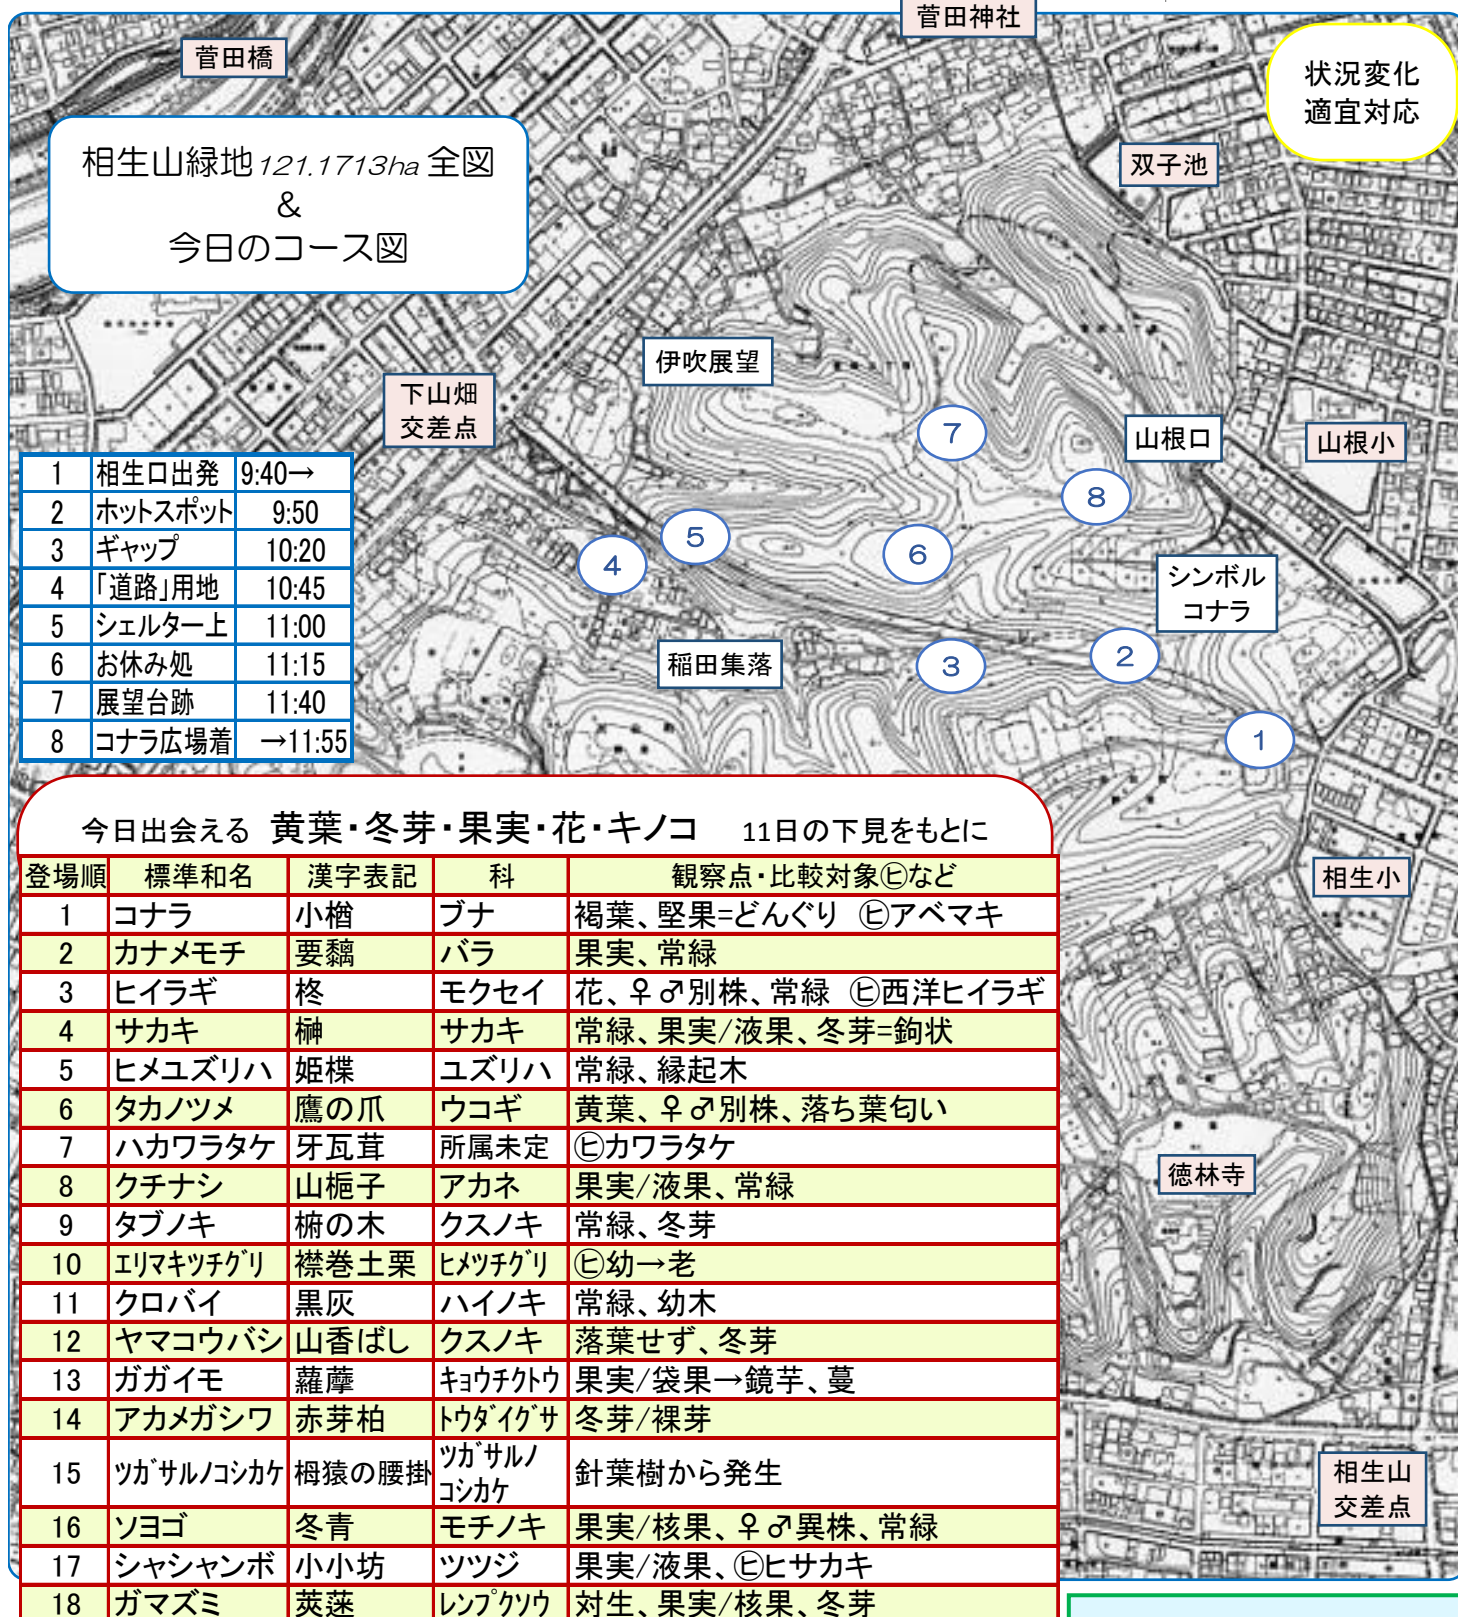 菅田神社
菅田橋
状況変化
適宜対応
相生山緑地121.1713ha 全図
&
今日のコース図
双子池
伊吹展望
下山畑
交差点
山根口
山根小
7
8
5
4
6
シンボル
コナラ
稲田集落
3
2
1
1 相生口出発 9:40→
2 ホットスポット 9:50
3 ギャップ 10:20
4 「道路」用地 10:45
5 シェルター上 11:00
6 お休み処 11:15
7 展望台跡 11:40
8 コナラ広場着 →11:55
今日出会える 黄葉・冬芽・果実・花・キノコ 11日の下見をもとに
登場順 標準和名 漢字表記 科 観察点・比較対象㋪など
1 コナラ 小楢 ブナ 褐葉、堅果=どんぐり ㋪アベマキ
2 カナメモチ 要黐 バラ 果実、常緑
3 ヒイラギ 柊 モクセイ 花、♀♂別株、常緑 ㋪西洋ヒイラギ
4 サカキ 榊 サカキ 常緑、果実/液果、冬芽=鉤状
5 ヒメユズリハ 姫楪 ユズリハ 常緑、縁起木
6 タカノツメ 鷹の爪 ウコギ 黄葉、♀♂別株、落ち葉匂い
7 ハカワラタケ 牙瓦茸 所属未定 ㋪カワラタケ
8 クチナシ 山梔子 アカネ 果実/液果、常緑
9 タブノキ 椨の木 クスノキ 常緑、冬芽
10 エリマキツチグリ 襟巻土栗 ヒメツチグリ ㋪幼→老
11 クロバイ 黒灰 ハイノキ 常緑、幼木
12 ヤマコウバシ 山香ばし クスノキ 落葉せず、冬芽
13 ガガイモ 蘿藦 キョウチクトウ 果実/袋果→鏡芋、蔓
14 アカメガシワ 赤芽柏 トウダイグサ 冬芽/裸芽
15 ツガサルノコシカケ 栂猿の腰掛 ツガサルノ
コシカケ 針葉樹から発生
16 ソヨゴ 冬青 モチノキ 果実/核果、♀♂異株、常緑
17 シャシャンボ 小小坊 ツツジ 果実/液果、㋪ヒサカキ
18 ガマズミ 莢蒾 レンプクソウ 対生、果実/核果、冬芽
相生小
徳林寺
相生山
交差点